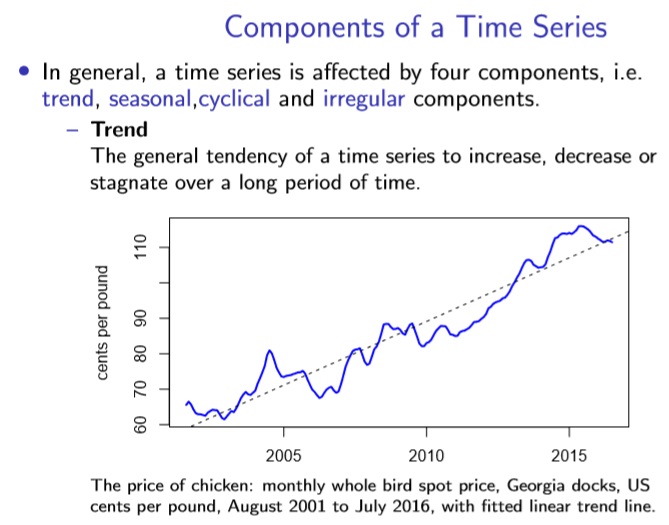 Components of a Time Series
• In general, a time series is affected by four components, i.e.
trend, seasonal,cyclical and irregular components.
– Trend
The general tendency of a time series to increase, decrease or
stagnate over a long period of time.
cents per pound
110
90
80
70
60
2005 2010 2015
The price of chicken: monthly whole bird spot price, Georgia docks, US
cents per pound, August 2001 to July 2016, with fitted linear trend line.